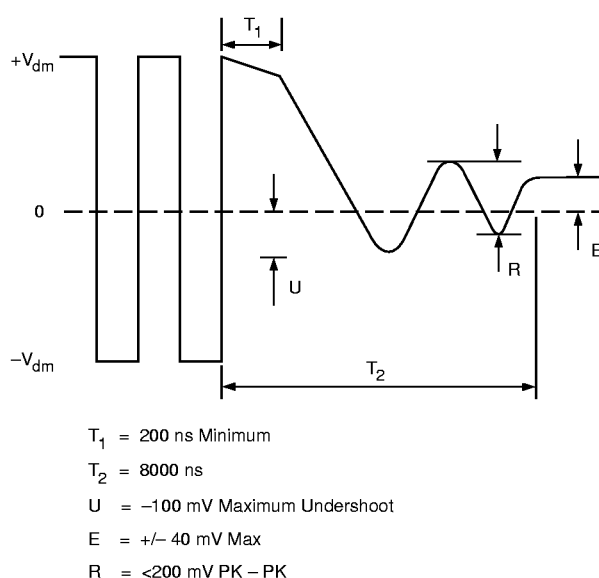 T1
+Vdm
0
U
R
E
−Vdm
T2
T1 = 200 ns Minimum
T2 = 8000 ns
U = −100 mV Maximum Undershoot
E = +/− 40 mV Max
R = <200 mV PK − PK